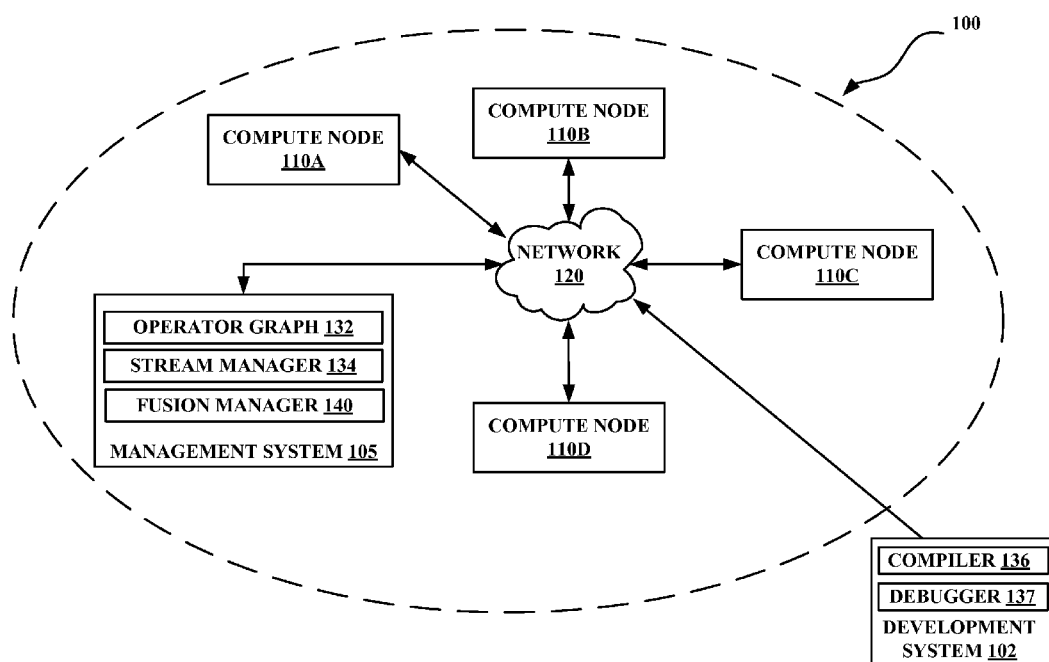 100
COMPUTE NODE
110B
COMPUTE NODE
110A
NETWORK
120
COMPUTE NODE
110C
OPERATOR GRAPH 132
STREAM MANAGER 134
FUSION MANAGER 140
MANAGEMENT SYSTEM 105
COMPUTE NODE
110D
COMPILER 136
DEBUGGER 137
DEVELOPMENT
SYSTEM 102